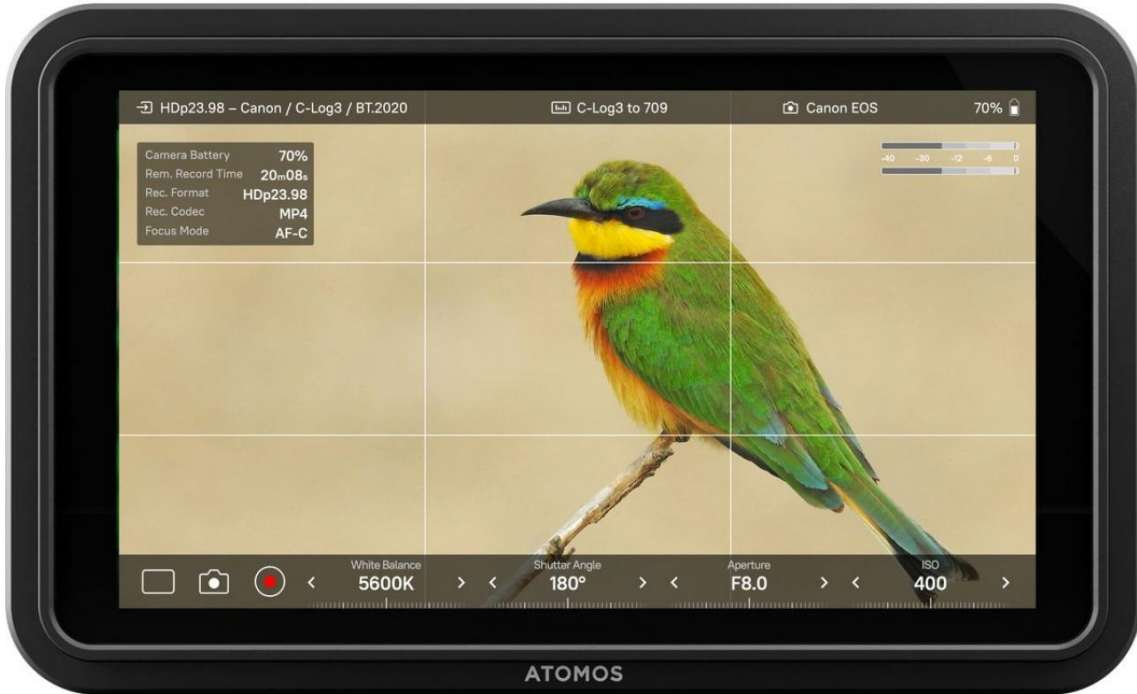 HDp23.98 – Canon / C-Log3 / BT.2020
C-Log3 to 709
Canon EOS
70%
Camera Battery 70%
Rem. Record Time 20m08s
Rec. Format HDp23.98
Rec. Codec MP4
Focus Mode AF-C
-40 -30 -12 -6 0
White Balance
5600K
Shutter Angle
180°
Aperture
F8.0
ISO
400
ATOMOS